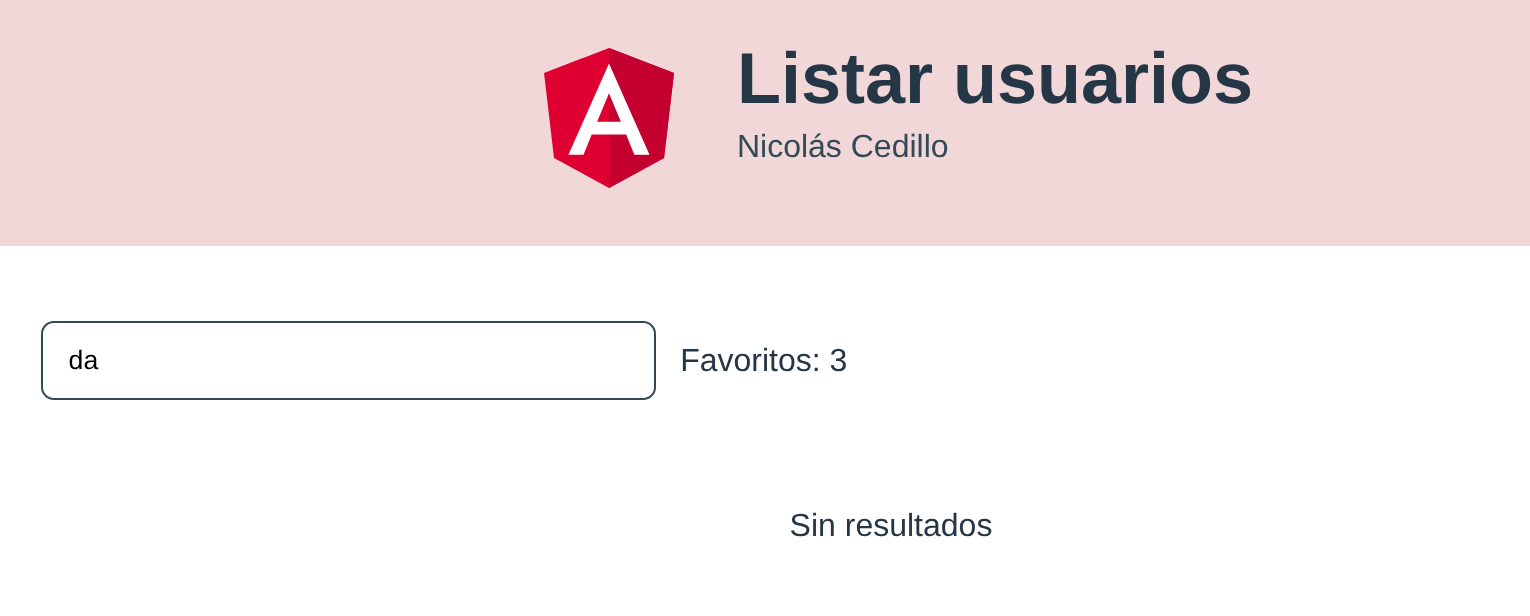 Listar usuarios
Nicolás Cedillo
da
Favoritos: 3
Sin resultados